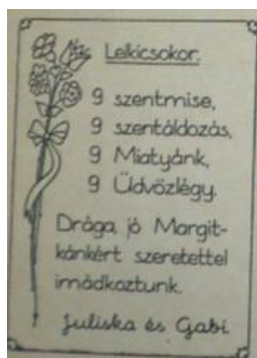 Lelkicsokor:
9 szentmise,
9 szentáldozás,
9 Miatyánk,
9 Üdvözlégy.
Drága jó Margit-
kánkért szeretettel
imádkoztunk.
Juliska és Gabi